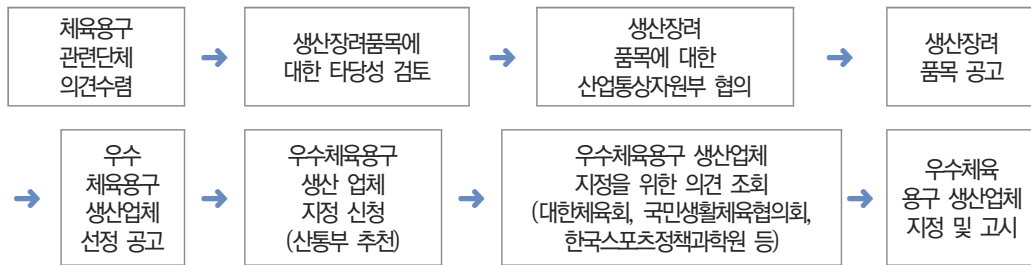 체육용구
관련단체
의견수렴
생산장려품목에
대한 타당성 검토
생산장려
품목에 대한
산업통상자원부 협의
생산장려
품목 공고
우수
체육용구
생산업체
선정 공고
우수체육용구
생산 업체
지정 신청
(산통부 추천)
우수체육용구 생산업체
지정을 위한 의견 조회
(대한체육회, 국민생활체육협의회,
한국스포츠정책과학원 등)
우수체육
용구 생산업체
지정 및 고시